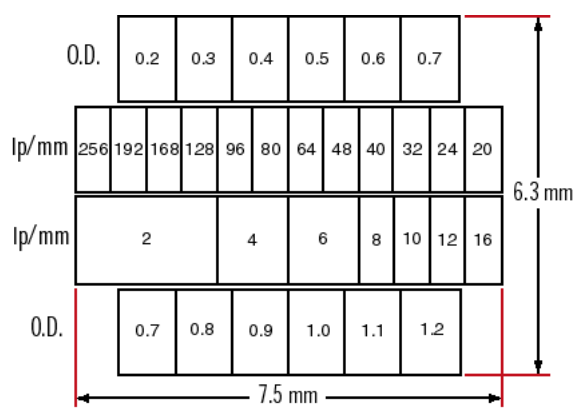 O.D. 0.2 0.3 0.4 0.5 0.6 0.7
lp/mm 256 192 168 128 96 80 64 48 40 32 24 20
6.3 mm
lp/mm 2 4 6 8 10 12 16
O.D. 0.7 0.8 0.9 1.0 1.1 1.2
7.5 mm